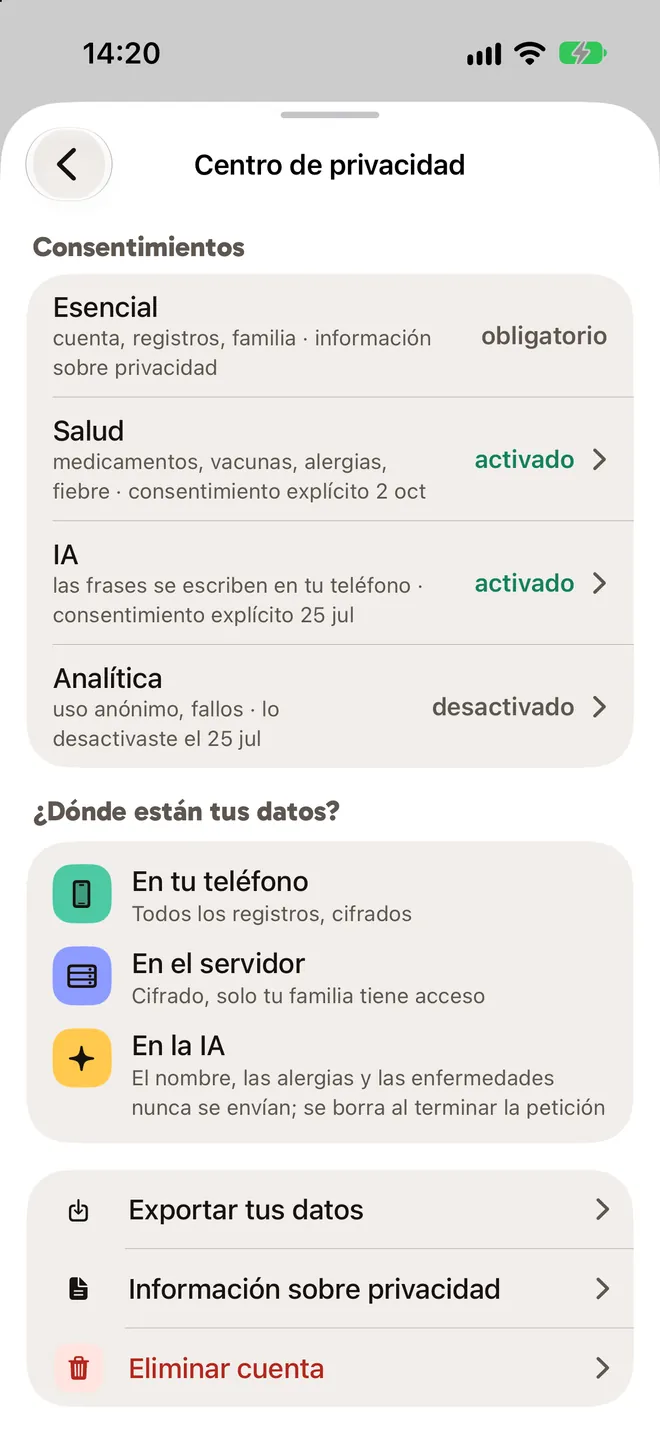 14:20
Centro de privacidad
Consentimientos
Esencial
cuenta, registros, familia · información
sobre privacidad
obligatorio
Salud
medicamentos, vacunas, alergias,
fiebre · consentimiento explícito 2 oct
activado
IA
las frases se escriben en tu teléfono ·
consentimiento explícito 25 jul
activado
Analítica
uso anónimo, fallos · lo
desactivaste el 25 jul
desactivado
¿Dónde están tus datos?
En tu teléfono
Todos los registros, cifrados
En el servidor
Cifrado, solo tu familia tiene acceso
En la IA
El nombre, las alergias y las enfermedades
nunca se envían; se borra al terminar la petición
Exportar tus datos
Información sobre privacidad
Eliminar cuenta